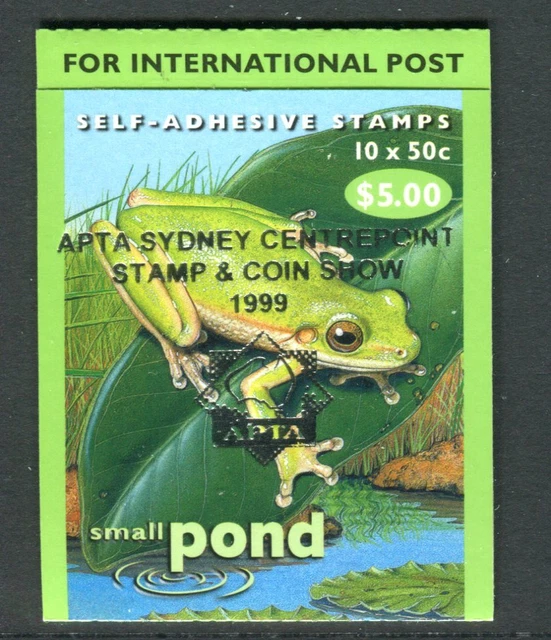 FOR INTERNATIONAL POST
SELF-ADHESIVE STAMPS
10 x 50c
$5.00
APTA SYDNEY CENTREPOINT
STAMP & COIN SHOW
1999
APTA
small pond